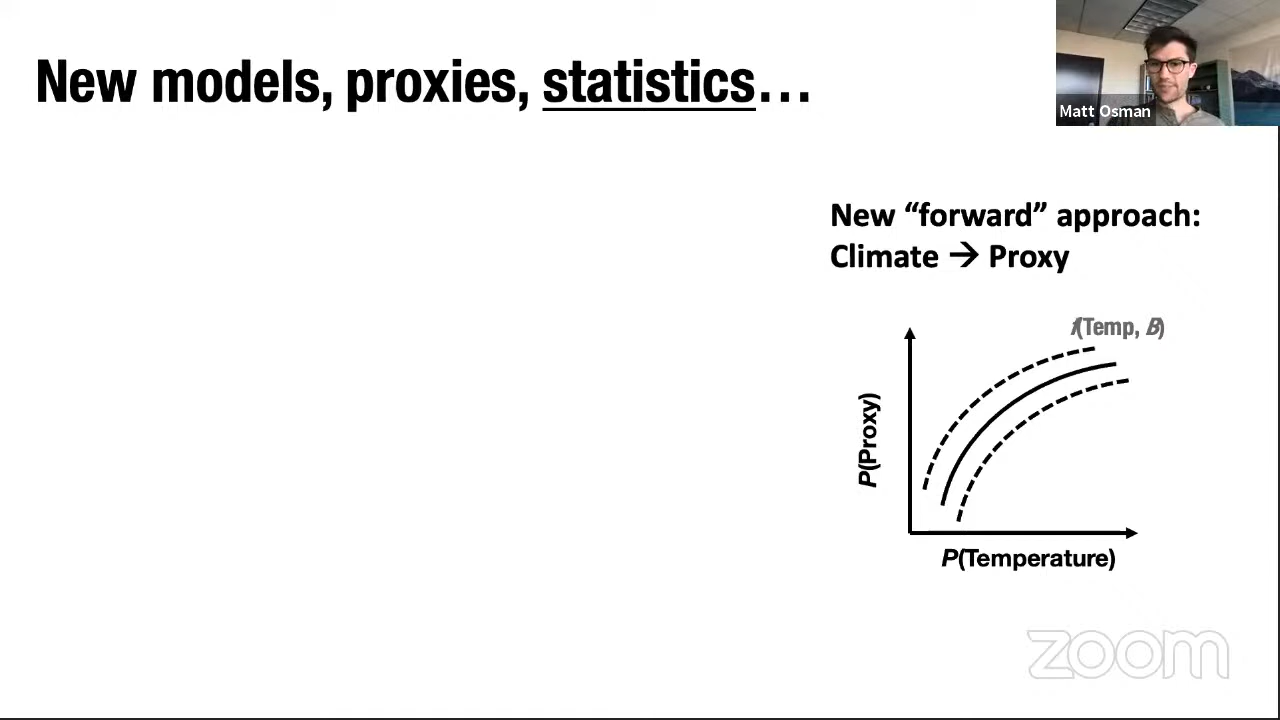 New models, proxies, statistics…
Matt Osman
New “forward” approach:
Climate → Proxy
f(Temp, B)
P(Proxy)
P(Temperature)
zoom